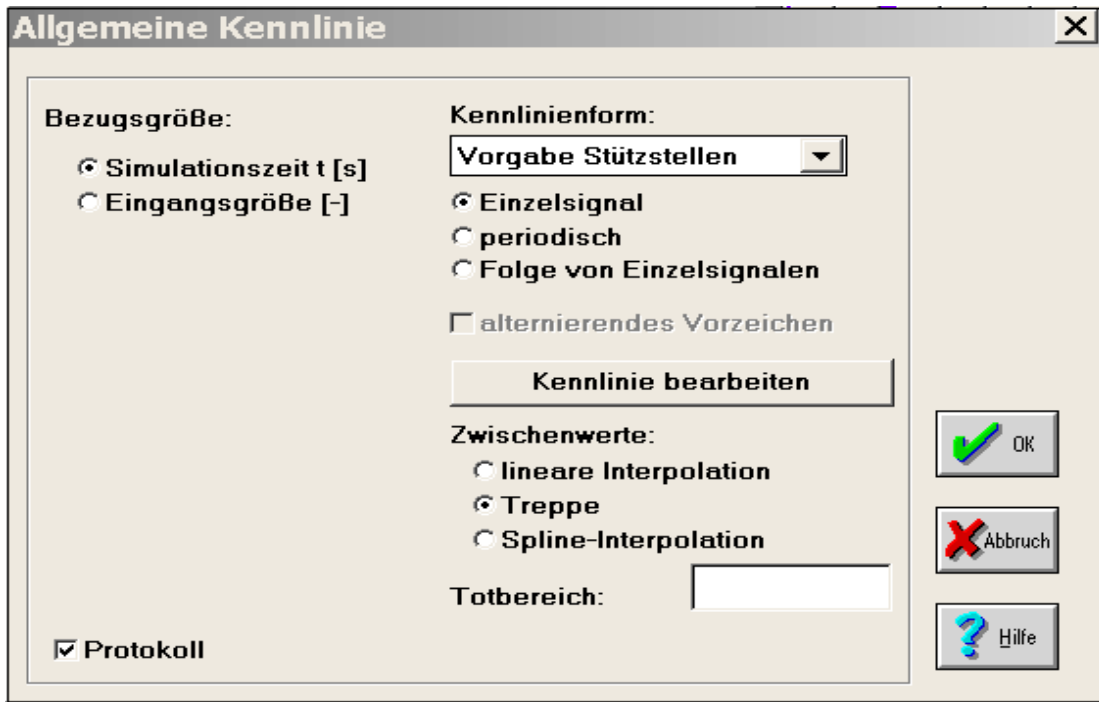 Allgemeine Kennlinie
Bezugsgröße:
Simulationszeit t [s]
Eingangsgröße [-]
Kennlinienform:
Vorgabe Stützstellen
Einzelsignal
periodisch
Folge von Einzelsignalen
alternierendes Vorzeichen
Kennlinie bearbeiten
Zwischenwerte:
lineare Interpolation
Treppe
Spline-Interpolation
Totbereich:
Protokoll
OK
Abbruch
Hilfe